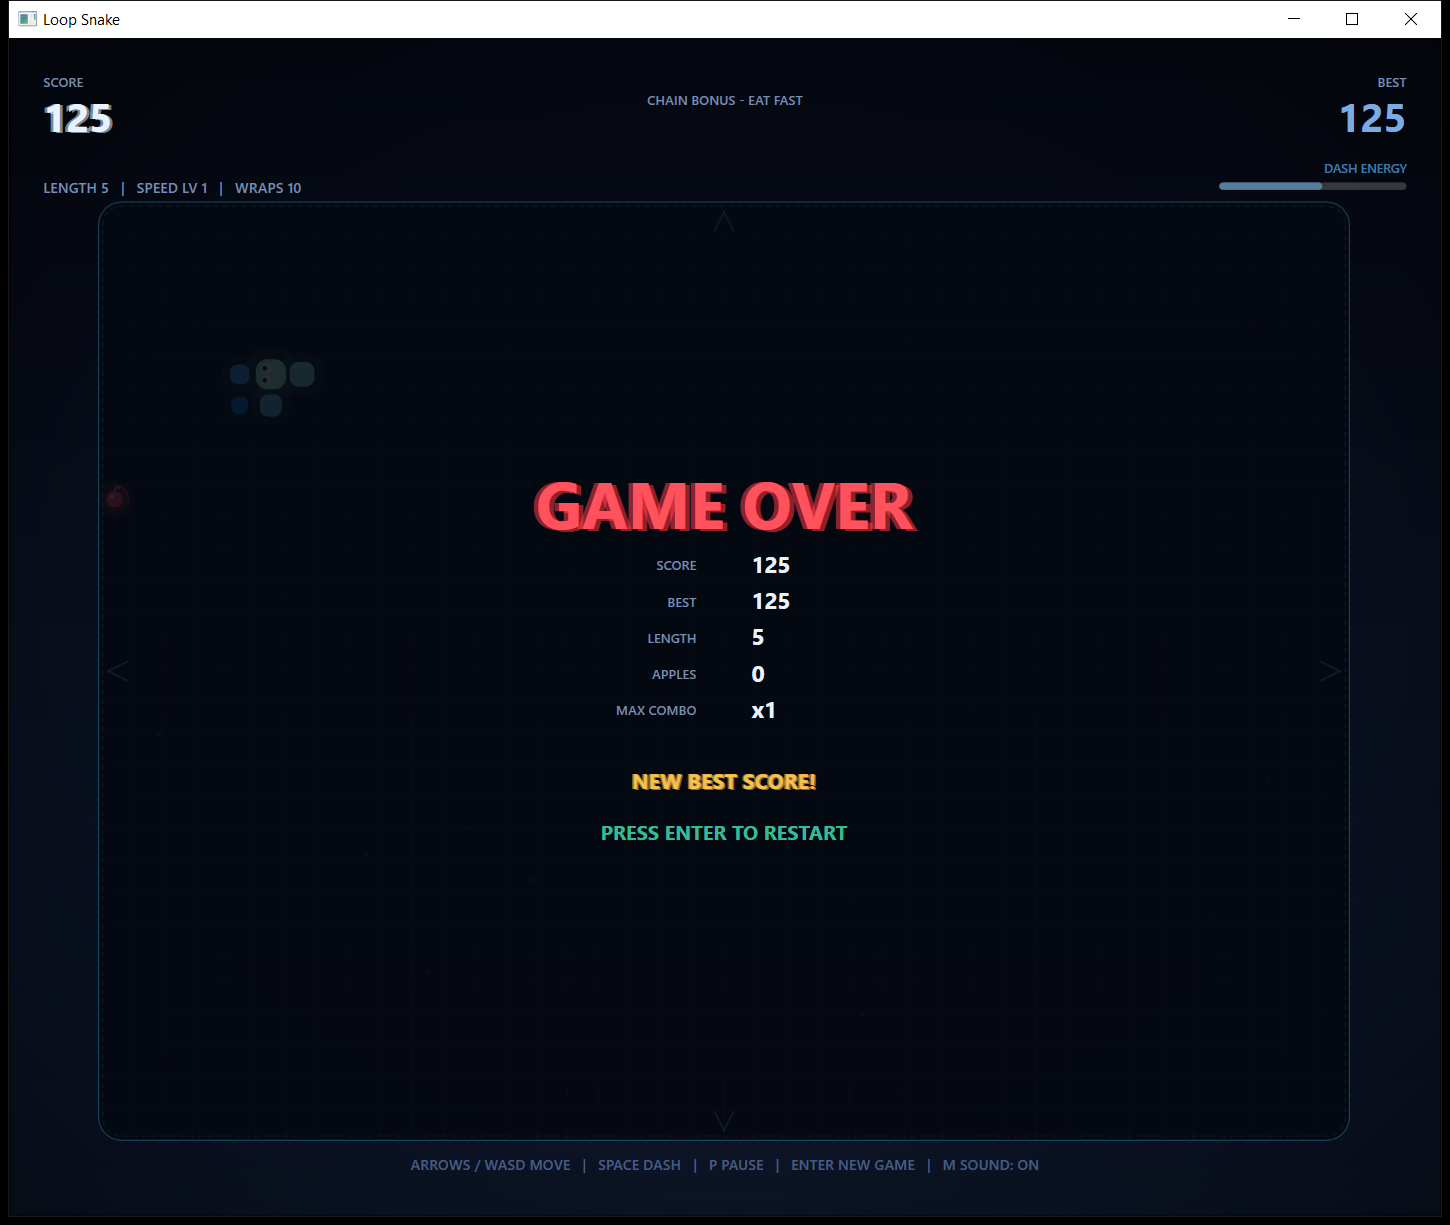 Loop Snake
SCORE
125
CHAIN BONUS - EAT FAST
BEST
125
DASH ENERGY
LENGTH 5 | SPEED LV 1 | WRAPS 10
GAME OVER
SCORE 125
BEST 125
LENGTH 5
APPLES 0
MAX COMBO x1
NEW BEST SCORE!
PRESS ENTER TO RESTART
ARROWS / WASD MOVE | SPACE DASH | P PAUSE | ENTER NEW GAME | M SOUND: ON